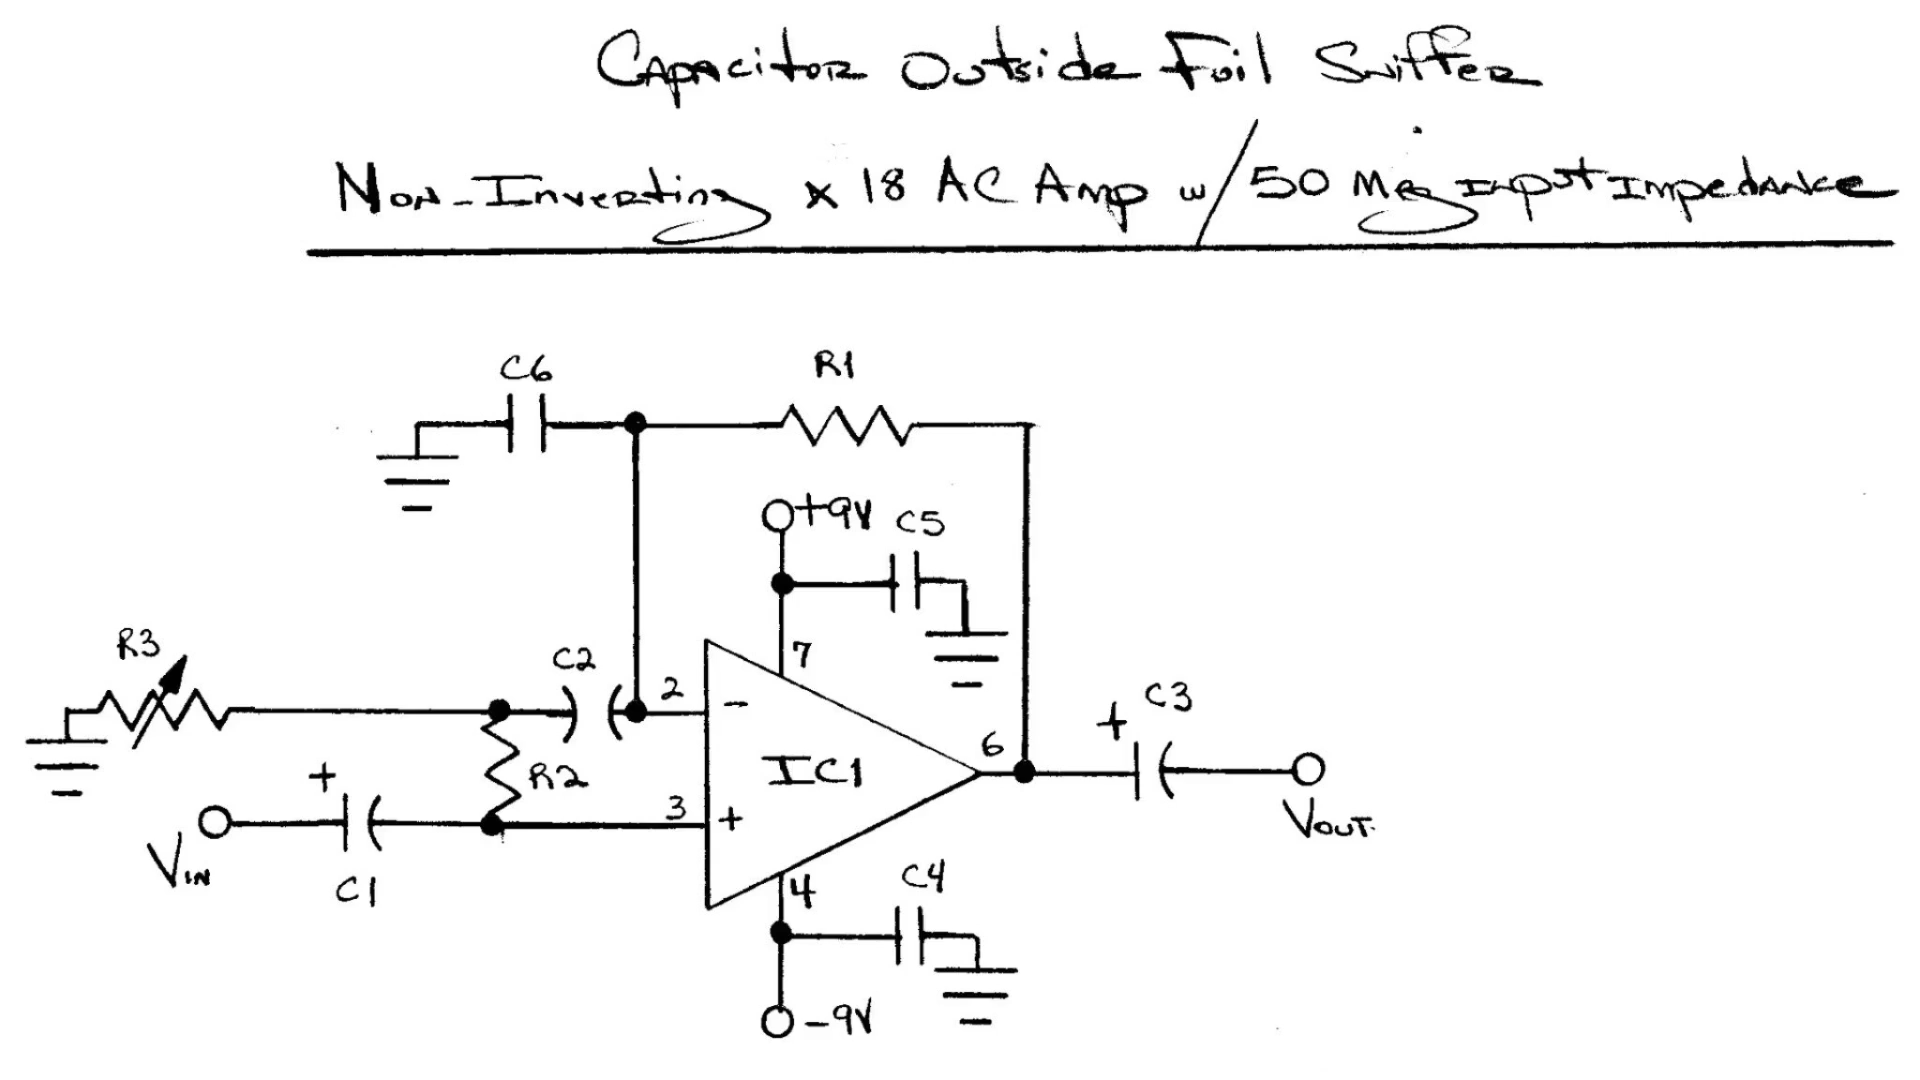 Capacitor Outside Foil Sniffer
Non-Inverting x 18 AC Amp w/50 Meg Input Impedance
C6
R1
+9V
C5
R3
C2
2
7
-
C3
+
6
R2
IC1
+
3
+
VIN
VOUT
C1
4
C4
-9V